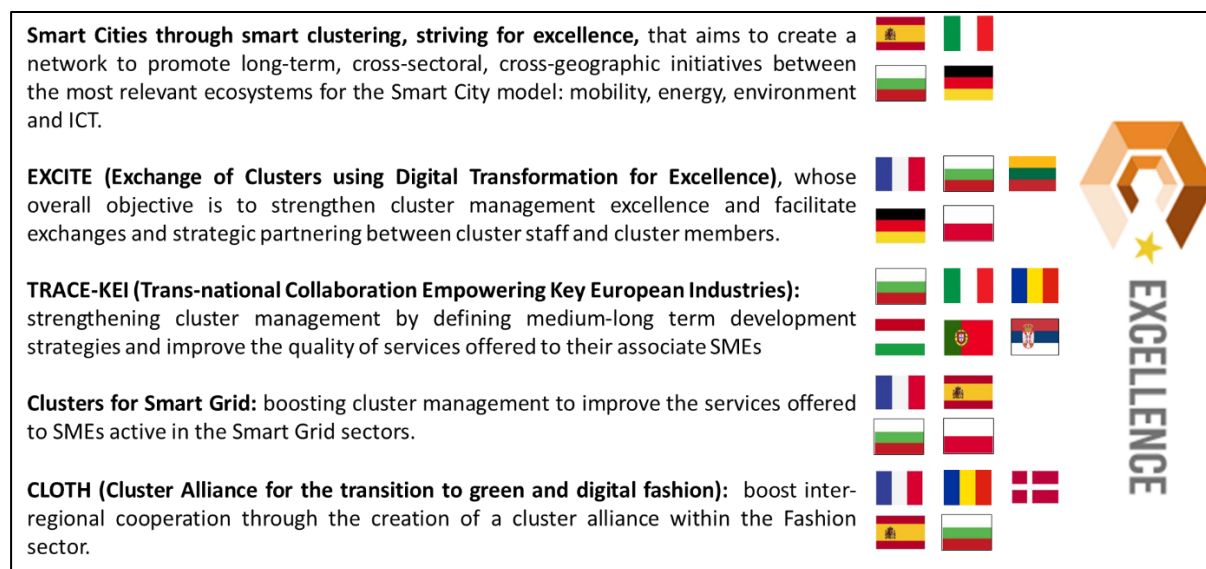 Smart Cities through smart clustering, striving for excellence, that aims to create a
network to promote long-term, cross-sectoral, cross-geographic initiatives between
the most relevant ecosystems for the Smart City model: mobility, energy, environment
and ICT.
EXCITE (Exchange of Clusters using Digital Transformation for Excellence), whose
overall objective is to strengthen cluster management excellence and facilitate
exchanges and strategic partnering between cluster staff and cluster members.
TRACE-KEI (Trans-national Collaboration Empowering Key European Industries):
strengthening cluster management by defining medium-long term development
strategies and improve the quality of services offered to their associate SMEs
Clusters for Smart Grid: boosting cluster management to improve the services offered
to SMEs active in the Smart Grid sectors.
CLOTH (Cluster Alliance for the transition to green and digital fashion): boost inter-
regional cooperation through the creation of a cluster alliance within the Fashion
sector.
EXCELLENCE